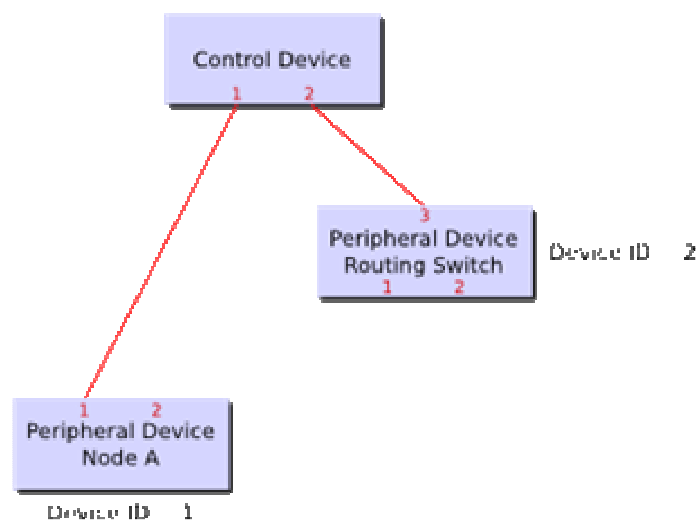 Control Device
1 2
3
Peripheral Device
Routing Switch
1 2
Device ID 2
1 2
Peripheral Device
Node A
Device ID 1